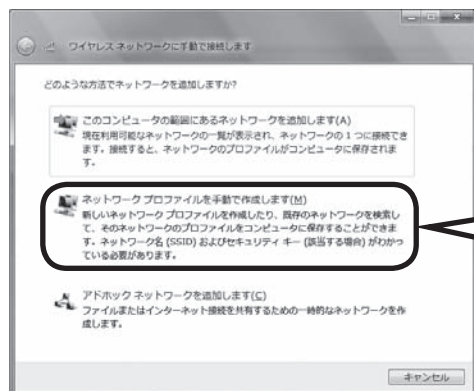 ワイヤレス ネットワークに手動で接続します
どのような方法でネットワークを追加しますか?
このコンピュータの範囲にあるネットワークを追加します(A)
現在利用可能なネットワークの一覧が表示され、ネットワークの 1 つに接続でき
ます。接続すると、ネットワークのプロファイルがコンピュータに保存されま
す。
ネットワーク プロファイルを手動で作成します(M)
新しいネットワーク プロファイルを作成したり、既存のネットワークを検索し
て、そのネットワークのプロファイルをコンピュータに保存することができま
す。ネットワーク名 (SSID) およびセキュリティ キー (該当する場合) がわかっ
ている必要があります。
アドホック ネットワークを追加します(C)
ファイルまたはインターネット接続を共有するための一時的なネットワークを作
成します。
キャンセル